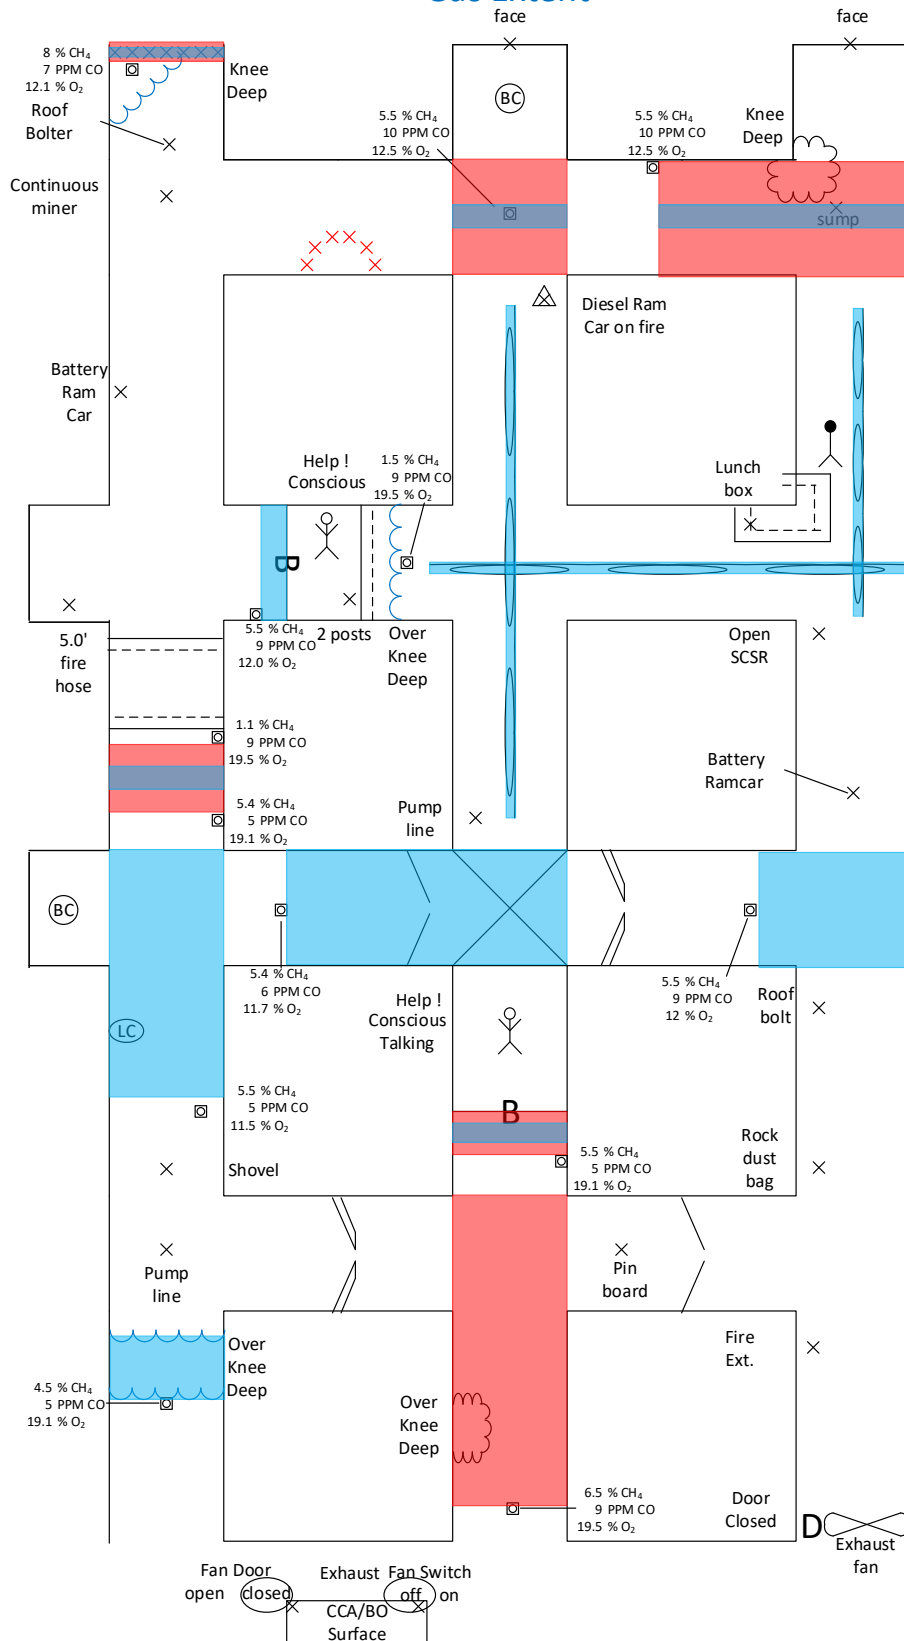 Gas Extent
face
face
8 % CH₄
7 PPM CO
12.1 % O₂
Knee
Deep
Roof
Bolter
BC
5.5 % CH₄
10 PPM CO
12.5 % O₂
5.5 % CH₄
10 PPM CO
12.5 % O₂
Knee
Deep
Continuous
miner
sump
Diesel Ram
Car on fire
Battery
Ram
Car
Help !
Conscious
1.5 % CH₄
9 PPM CO
19.5 % O₂
Lunch
box
B
5.0'
fire
hose
5.5 % CH₄
9 PPM CO
12.0 % O₂
2 posts
Over
Knee
Deep
Open
SCSR
1.1 % CH₄
9 PPM CO
19.5 % O₂
5.4 % CH₄
5 PPM CO
19.1 % O₂
Battery
Ramcar
Pump
line
BC
5.4 % CH₄
6 PPM CO
11.7 % O₂
Help !
Conscious
Talking
5.5 % CH₄
9 PPM CO
12 % O₂
Roof
bolt
LC
5.5 % CH₄
5 PPM CO
11.5 % O₂
B
5.5 % CH₄
5 PPM CO
19.1 % O₂
Rock
dust
bag
Shovel
Pump
line
Pin
board
Over
Knee
Deep
Fire
Ext.
4.5 % CH₄
5 PPM CO
19.1 % O₂
Over
Knee
Deep
6.5 % CH₄
9 PPM CO
19.5 % O₂
Door
Closed
D
Exhaust
fan
Fan Door
open closed
Exhaust
Fan Switch
off on
CCA/BO
Surface